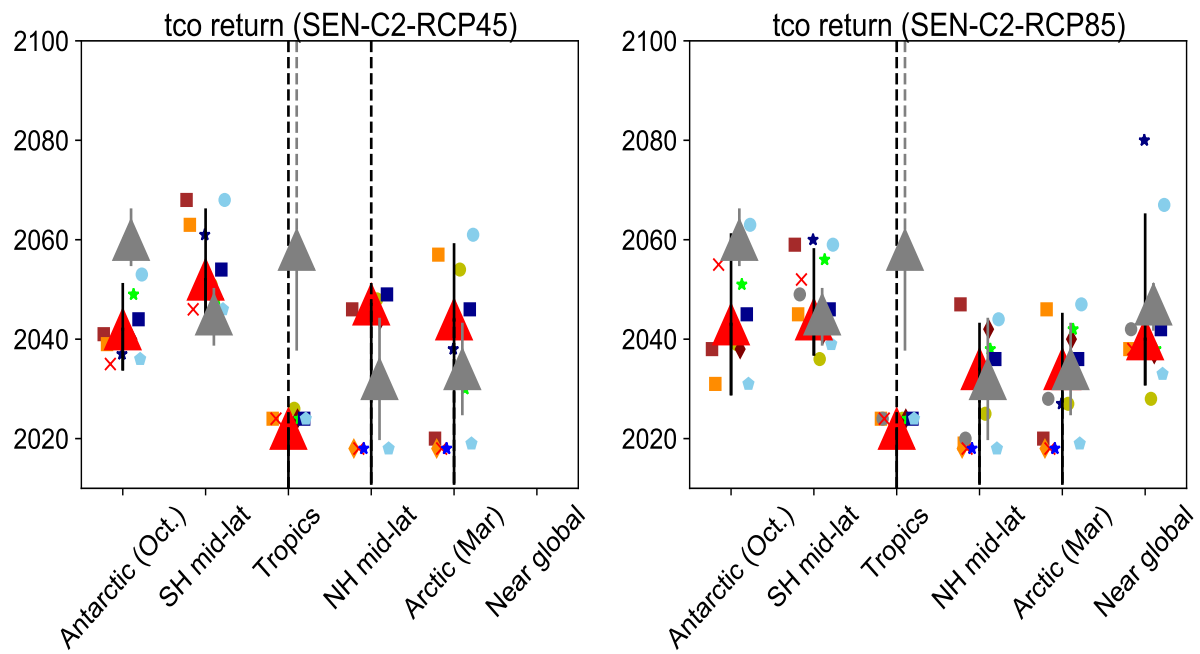 tco return (SEN-C2-RCP45)
2100
2080
2060
2040
2020
Antarctic (Oct.)
SH mid-lat
Tropics
NH mid-lat
Arctic (Mar)
Near global
tco return (SEN-C2-RCP85)
2100
2080
2060
2040
2020
Antarctic (Oct.)
SH mid-lat
Tropics
NH mid-lat
Arctic (Mar)
Near global